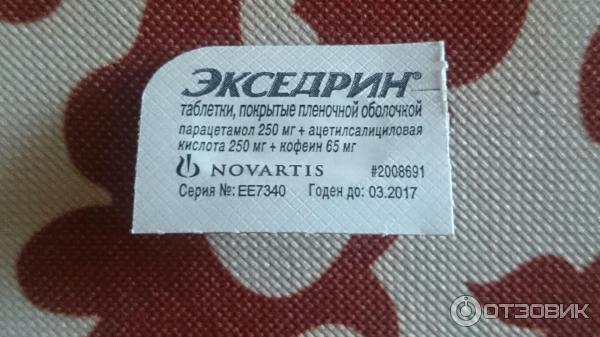 ЭКСЕДРИН®
таблетки, покрытые пленочной оболочкой
парацетамол 250 мг + ацетилсалициловая
кислота 250 мг + кофеин 65 мг
NOVARTIS #2008691
Серия №: EE7340 Годен до: 03.2017
ОТЗОВИК